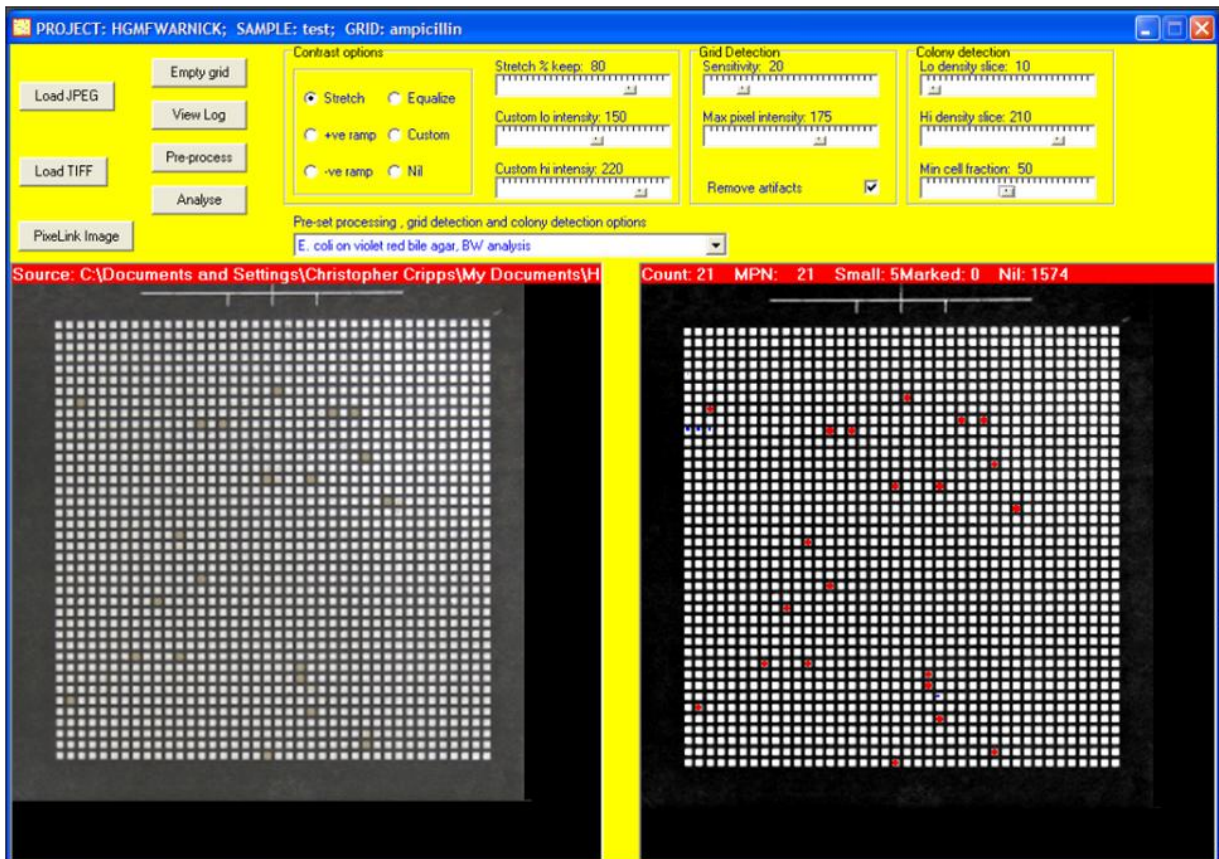 PROJECT: HGMFWARNICK; SAMPLE: test; GRID: ampicillin
Load JPEG
Load TIFF
PixeLink Image
Empty grid
View Log
Pre-process
Analyse
Contrast options
Stretch
Equalize
+ve ramp
Custom
-ve ramp
Nil
Stretch % keep: 80
Custom lo intensity: 150
Custom hi intensiy: 220
Grid Detection
Sensitivity: 20
Max pixel intensity: 175
Remove artifacts
Colony detection
Lo density slice: 10
Hi density slice: 210
Min cell fraction: 50
Pre-set processing , grid detection and colony detection options
E. coli on violet red bile agar, BW analysis
Source: C:\Documents and Settings\Christopher Cripps\My Documents\H
Count: 21 MPN: 21 Small: 5Marked: 0 Nil: 1574